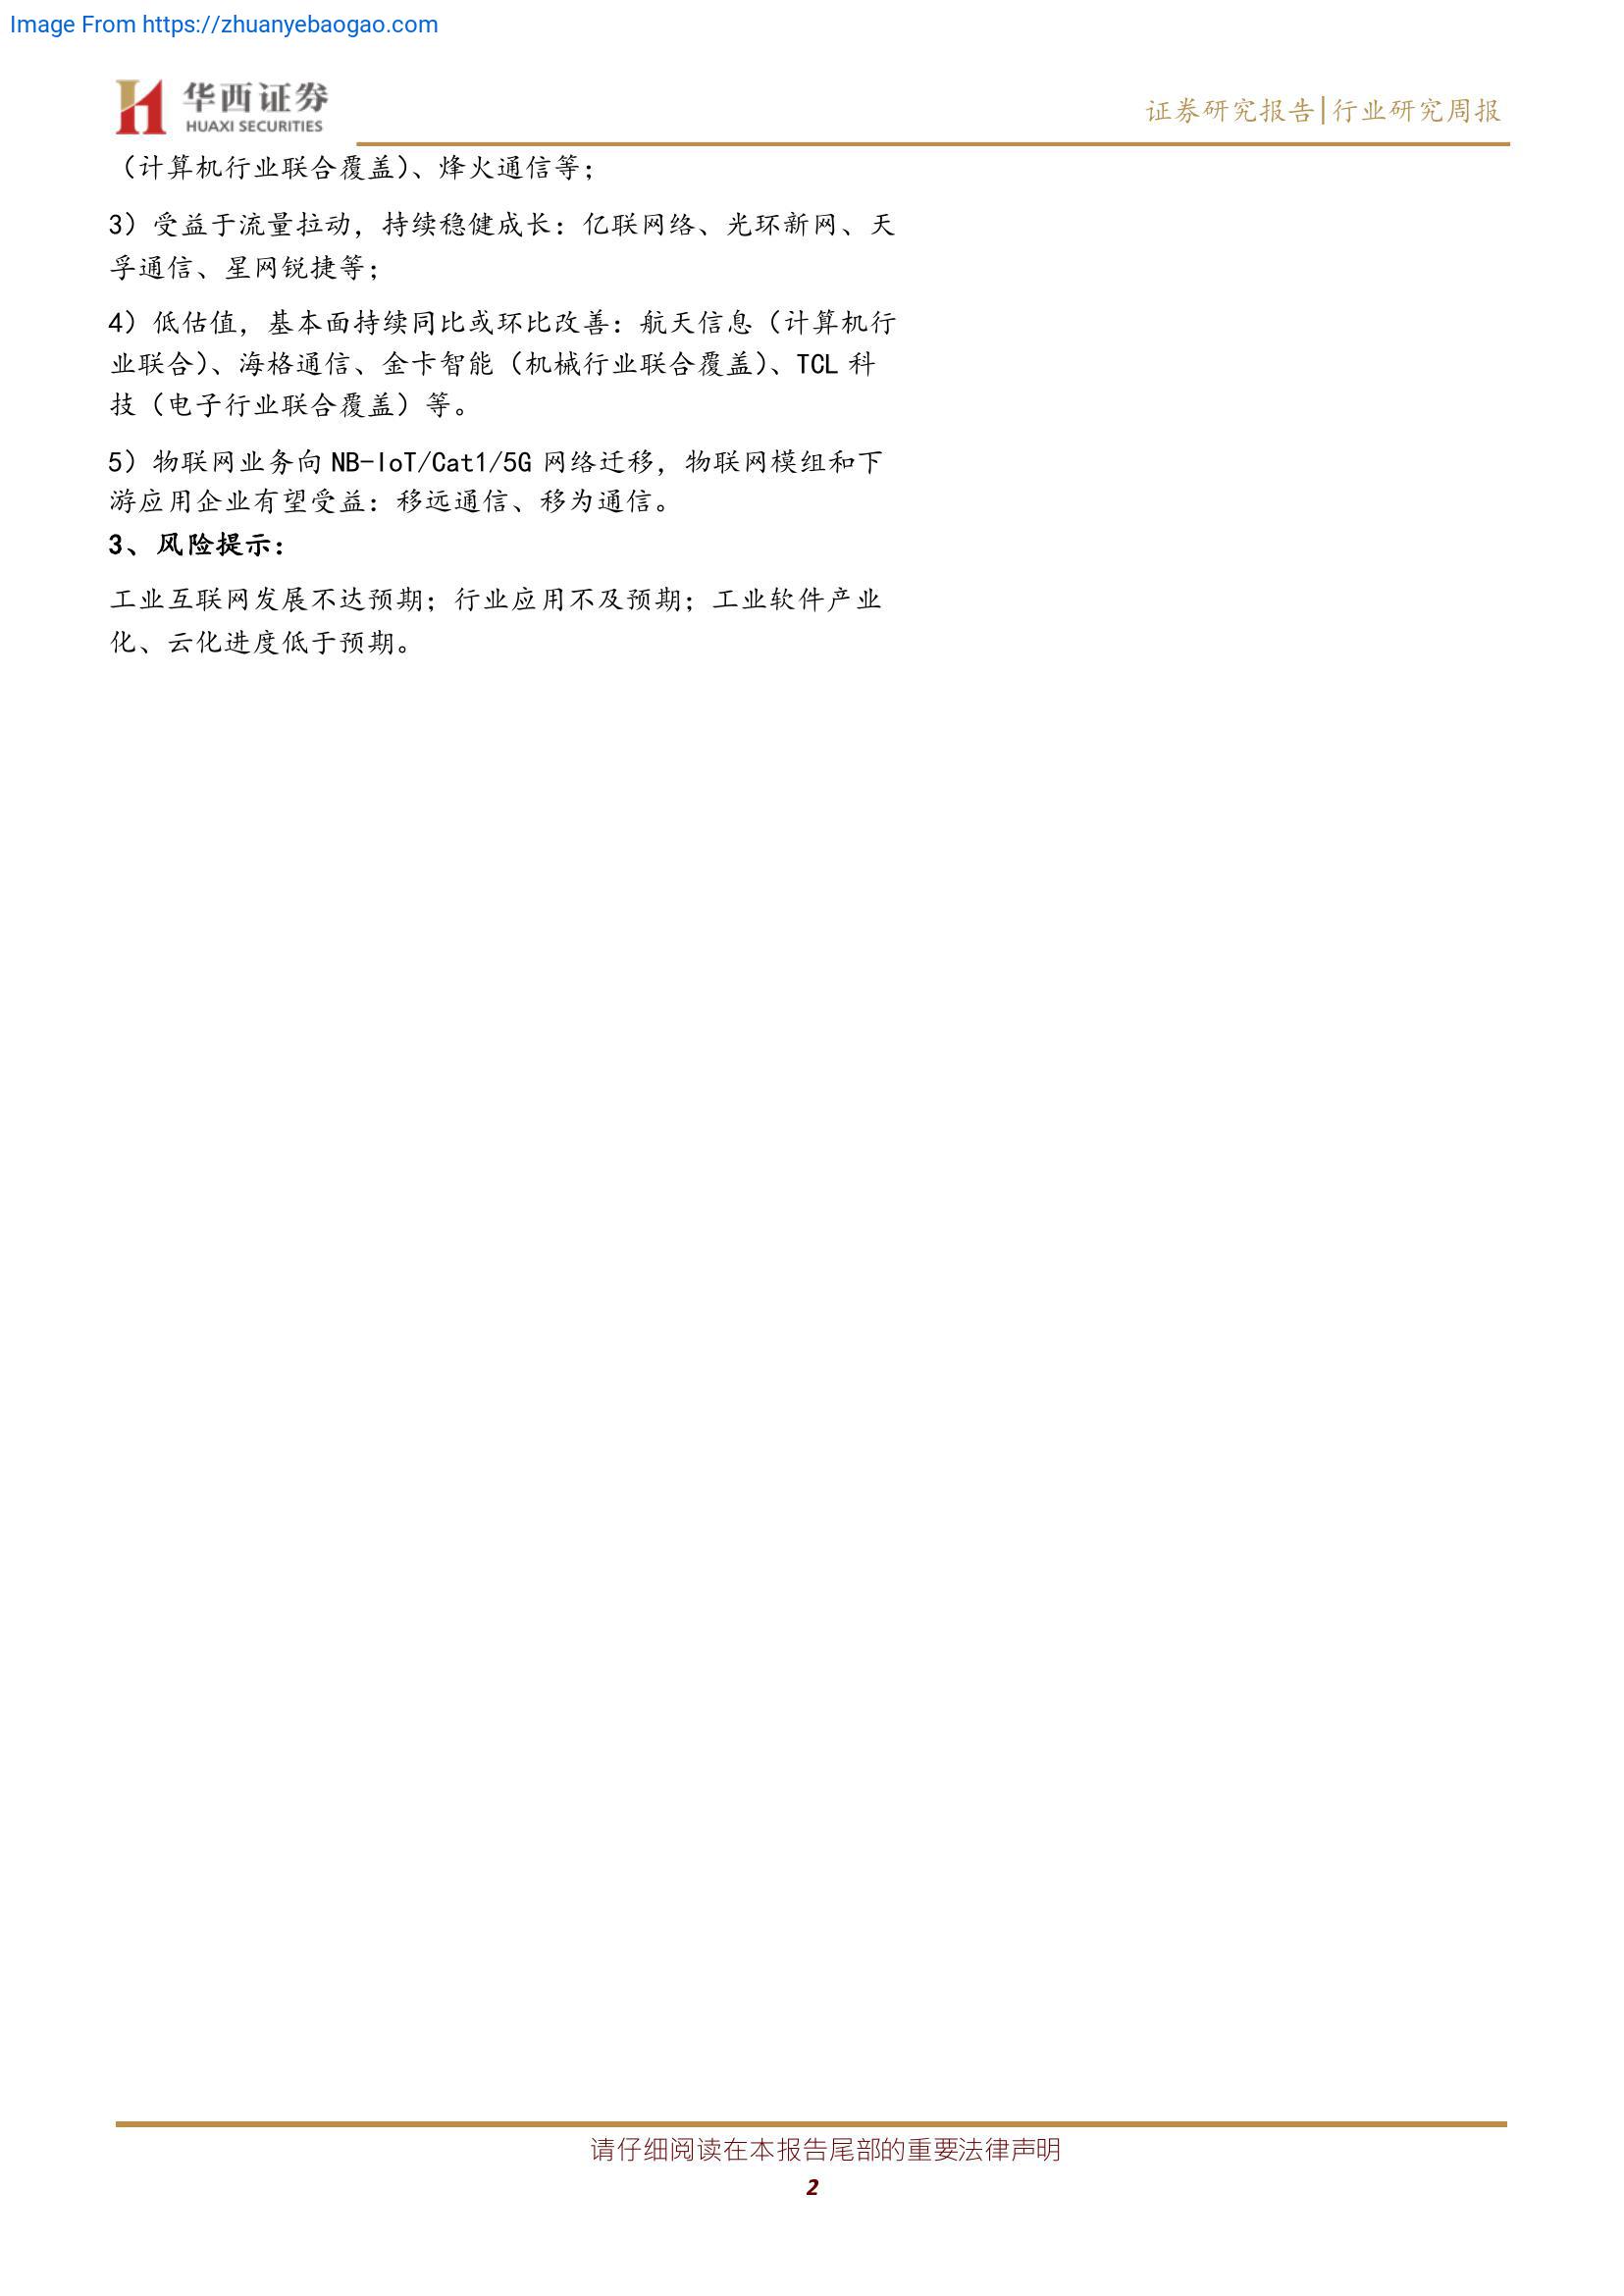 Image From https://zhuanyebaogao.com
华西证券
HUAXI SECURITIES
证券研究报告|行业研究周报
（计算机行业联合覆盖）、烽火通信等；
3）受益于流量拉动，持续稳健成长：亿联网络、光环新网、天
孚通信、星网锐捷等；
4）低估值，基本面持续同比或环比改善：航天信息（计算机行
业联合）、海格通信、金卡智能（机械行业联合覆盖）、TCL 科
技（电子行业联合覆盖）等。
5）物联网业务向 NB-IoT/Cat1/5G 网络迁移，物联网模组和下
游应用企业有望受益：移远通信、移为通信。
3、风险提示：
工业互联网发展不达预期；行业应用不及预期；工业软件产业
化、云化进度低于预期。
请仔细阅读在本报告尾部的重要法律声明
2